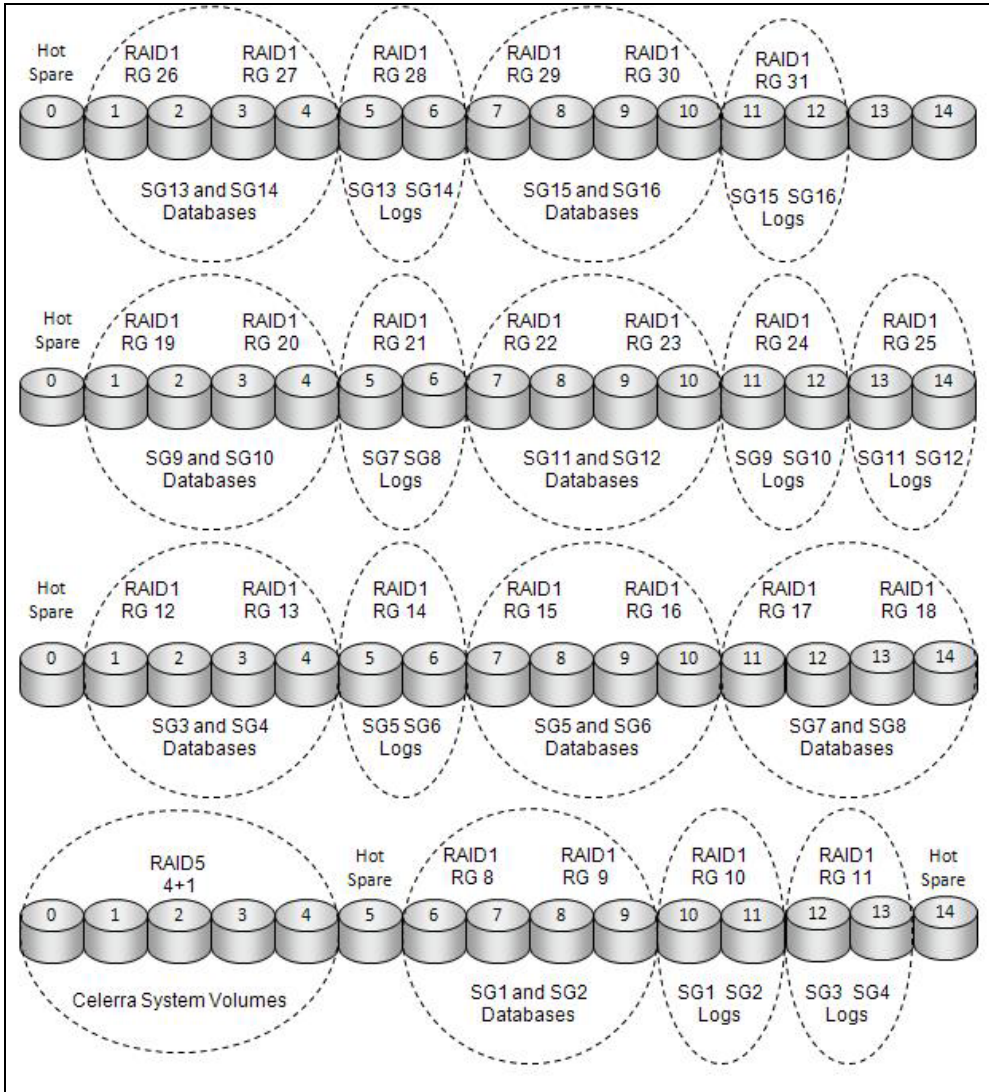 Hot
Spare
RAID1
RG 26
RAID1
RG 27
RAID1
RG 28
RAID1
RG 29
RAID1
RG 30
RAID1
RG 31
0 1 2 3 4 5 6 7 8 9 10 11 12 13 14
SG13 and SG14
Databases
SG13 SG14
Logs
SG15 and SG16
Databases
SG15 SG16
Logs
Hot
Spare
RAID1
RG 19
RAID1
RG 20
RAID1
RG 21
RAID1
RG 22
RAID1
RG 23
RAID1
RG 24
RAID1
RG 25
0 1 2 3 4 5 6 7 8 9 10 11 12 13 14
SG9 and SG10
Databases
SG7 SG8
Logs
SG11 and SG12
Databases
SG9 SG10
Logs
SG11 SG12
Logs
Hot
Spare
RAID1
RG 12
RAID1
RG 13
RAID1
RG 14
RAID1
RG 15
RAID1
RG 16
RAID1
RG 17
RAID1
RG 18
0 1 2 3 4 5 6 7 8 9 10 11 12 13 14
SG3 and SG4
Databases
SG5 SG6
Logs
SG5 and SG6
Databases
SG7 and SG8
Databases
RAID5
4+1
Hot
Spare
RAID1
RG 8
RAID1
RG 9
RAID1
RG 10
RAID1
RG 11
Hot
Spare
0 1 2 3 4 5 6 7 8 9 10 11 12 13 14
Celerra System Volumes
SG1 and SG2
Databases
SG1 SG2
Logs
SG3 SG4
Logs